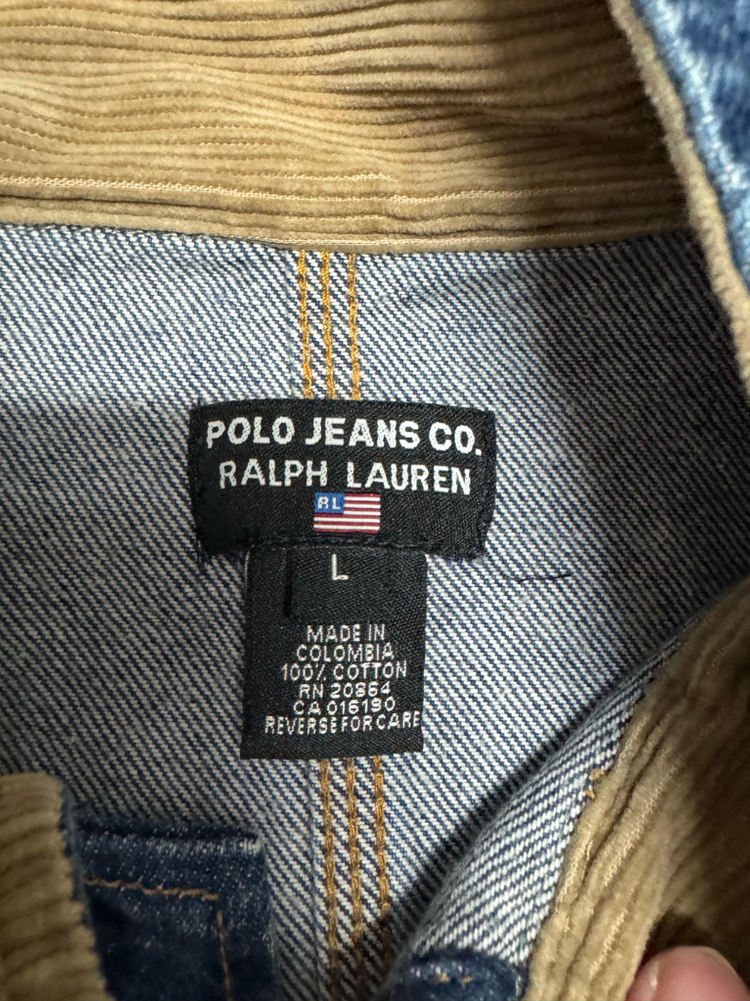 POLO JEANS CO.
RALPH LAUREN
RL
L
MADE IN
COLOMBIA
100% COTTON
RN 20864
CA 016190
REVERSE FOR CARE